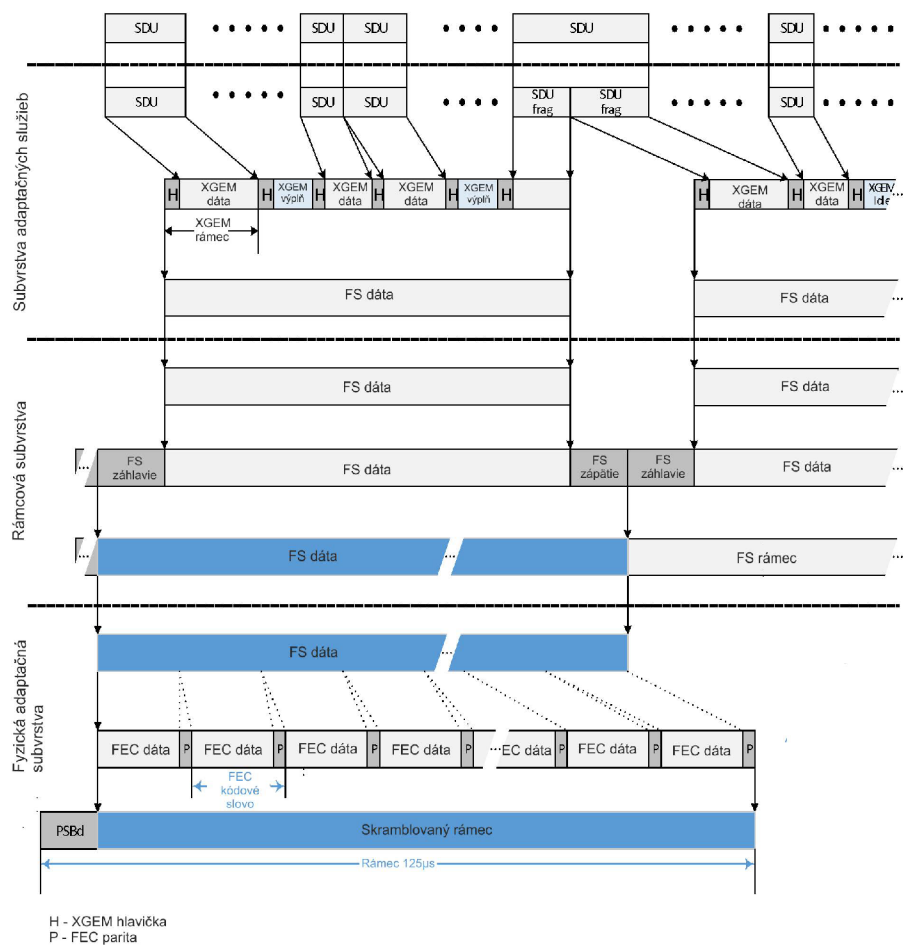 SDU SDU SDU SDU SDU
Subvrstva adaptačných služieb
SDU SDU SDU SDU frag SDU frag SDU
H XGEM dáta H XGEM výplň H XGEM dáta H XGEM dáta H XGEM výplň H H XGEM dáta H XGEM dáta H XGEM Idle
XGEM rámec
FS dáta FS dáta ...
Rámcová subvrstva
FS dáta FS dáta ...
... FS záhlavie FS dáta FS zápätie FS záhlavie FS dáta ...
... FS dáta ... FS rámec ...
Fyzická adaptačná subvrstva
FS dáta ...
FEC dáta P FEC dáta P FEC dáta P FEC dáta P ... EC dáta P FEC dáta P FEC dáta P
FEC kódové slovo
PSBd Skramblovaný rámec
Rámec 125µs
H - XGEM hlavička
P - FEC parita